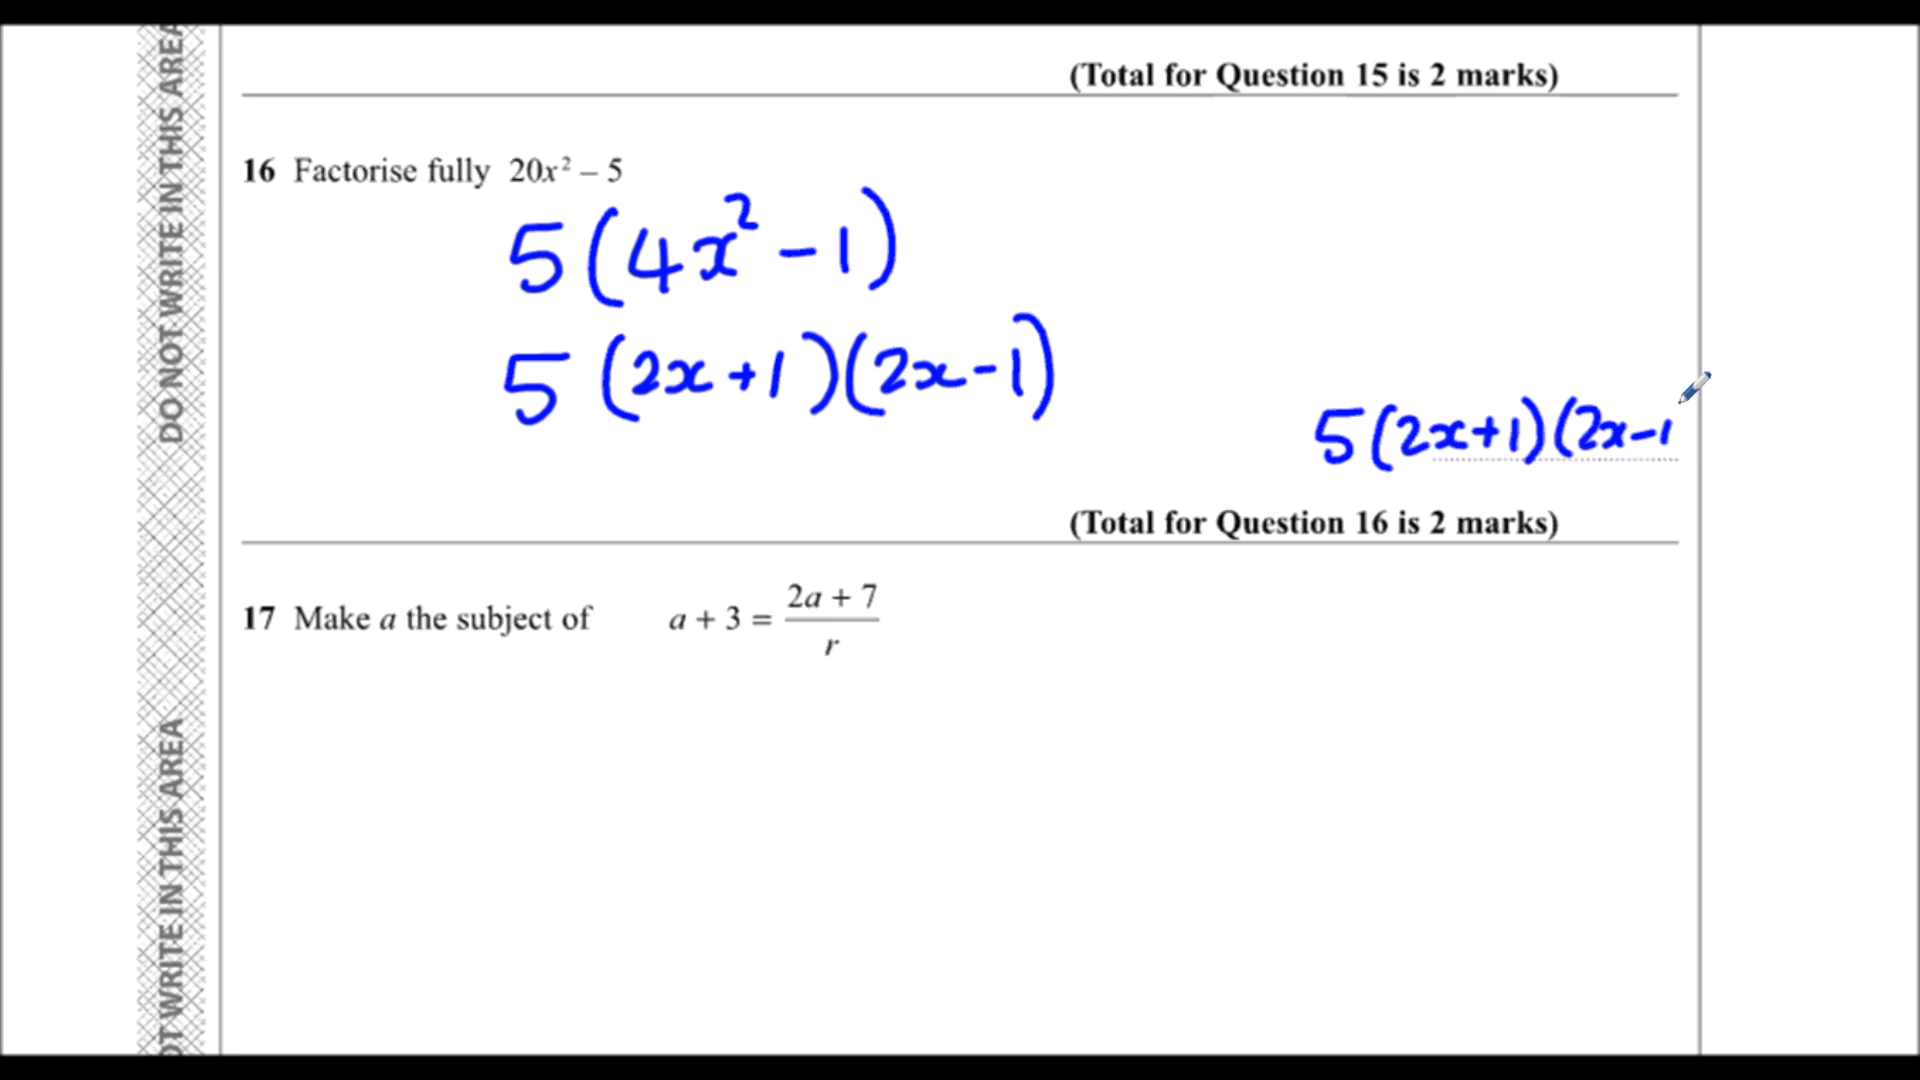 DO NOT WRITE IN THIS AREA
(Total for Question 15 is 2 marks)
16 Factorise fully 20x² – 5
5(4x² – 1)
5 (2x+1)(2x–1)
5(2x+1)(2x–1
(Total for Question 16 is 2 marks)
17 Make a the subject of a + 3 = (2a + 7)/r
OT WRITE IN THIS AREA